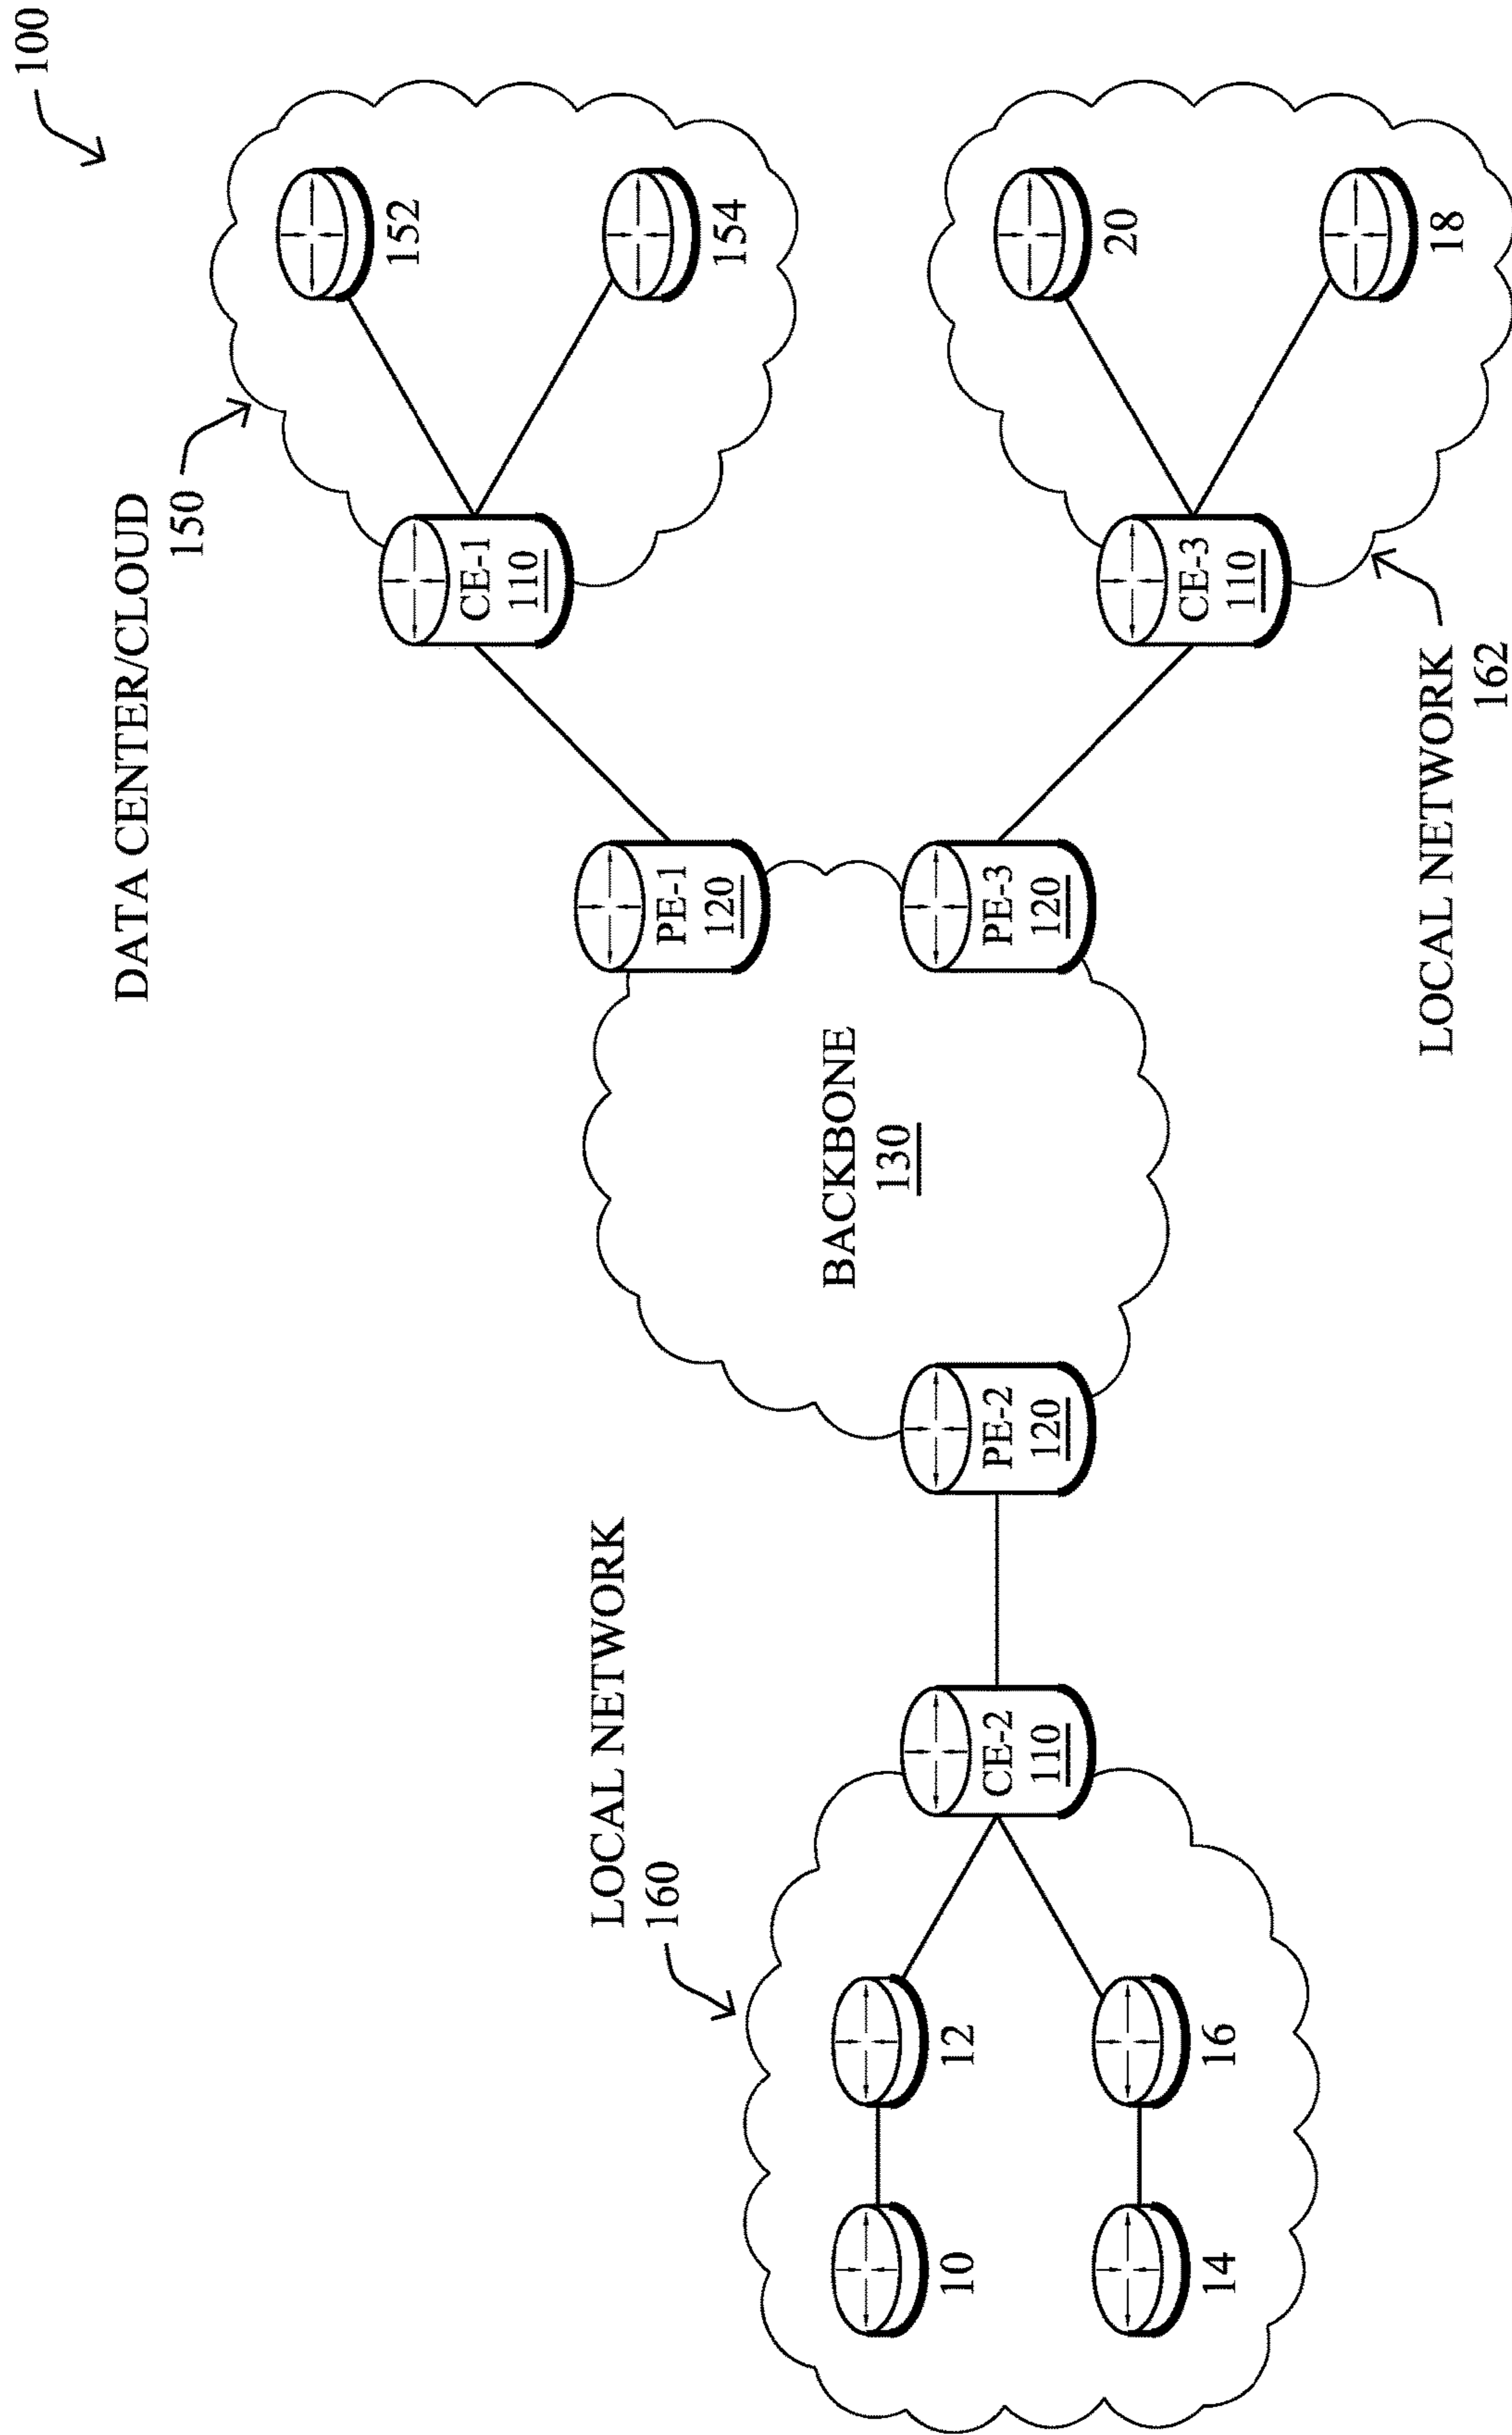 100
DATA CENTER/CLOUD
150
152
154
CE-1
110
PE-1
120
BACKBONE
130
PE-3
120
CE-3
110
20
18
LOCAL NETWORK
162
PE-2
120
LOCAL NETWORK
160
CE-2
110
12
10
16
14